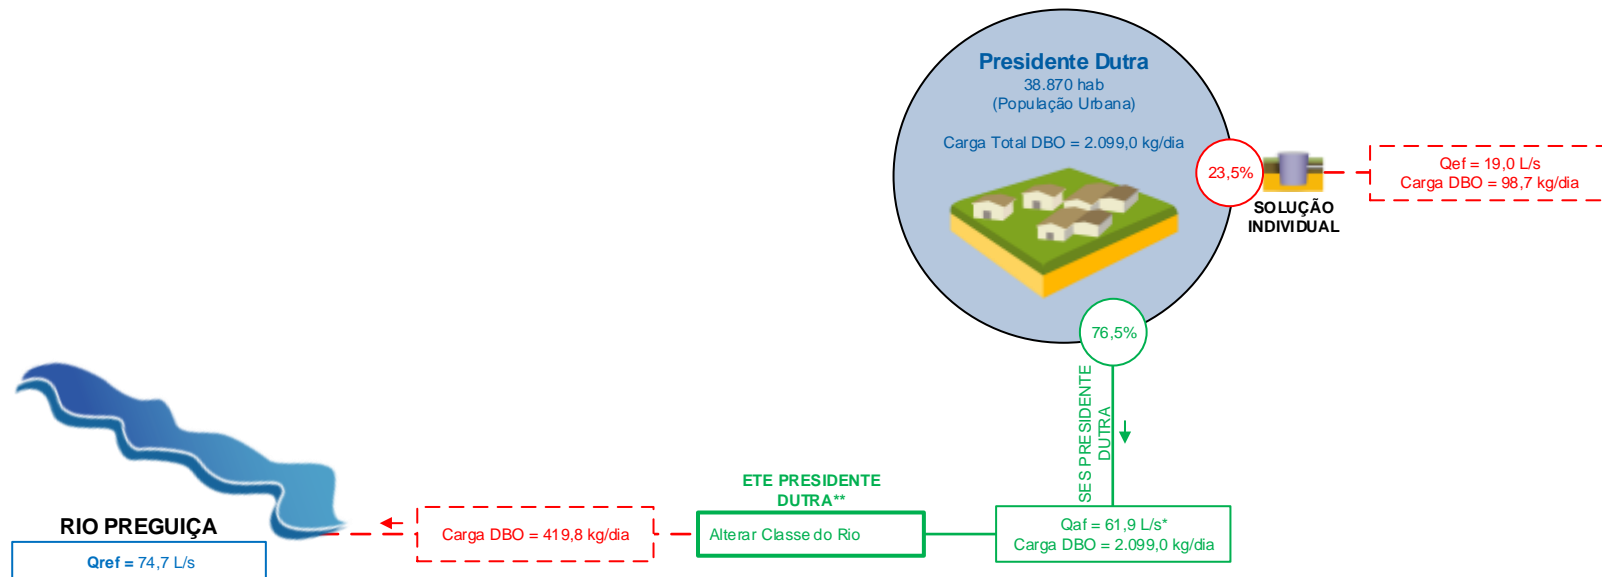 Presidente Dutra
38.870 hab
(População Urbana)
Carga Total DBO = 2.099,0 kg/dia
23,5%
SOLUÇÃO
INDIVIDUAL
Qef = 19,0 L/s
Carga DBO = 98,7 kg/dia
76,5%
SES PRESIDENTE
DUTRA
ETE PRESIDENTE
DUTRA**
Alterar Classe do Rio
Qaf = 61,9 L/s*
Carga DBO = 2.099,0 kg/dia
Carga DBO = 419,8 kg/dia
RIO PREGUIÇA
Qref = 74,7 L/s